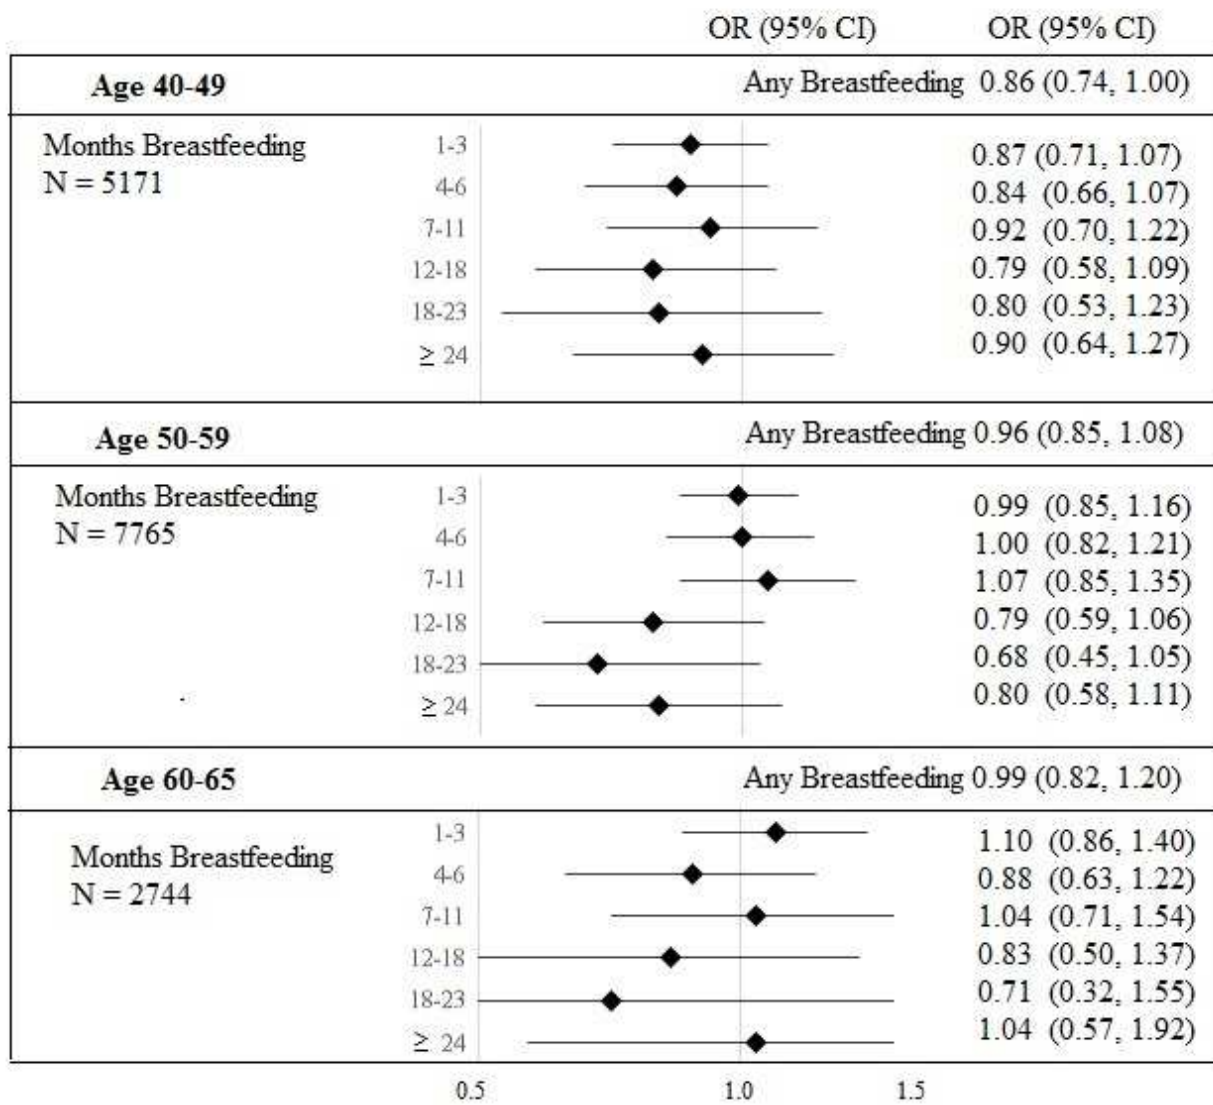 OR (95% CI) OR (95% CI)
Age 40-49 Any Breastfeeding 0.86 (0.74, 1.00)
Months Breastfeeding
N = 5171
1-3 0.87 (0.71, 1.07)
4-6 0.84 (0.66, 1.07)
7-11 0.92 (0.70, 1.22)
12-18 0.79 (0.58, 1.09)
18-23 0.80 (0.53, 1.23)
≥ 24 0.90 (0.64, 1.27)
Age 50-59 Any Breastfeeding 0.96 (0.85, 1.08)
Months Breastfeeding
N = 7765
1-3 0.99 (0.85, 1.16)
4-6 1.00 (0.82, 1.21)
7-11 1.07 (0.85, 1.35)
12-18 0.79 (0.59, 1.06)
18-23 0.68 (0.45, 1.05)
≥ 24 0.80 (0.58, 1.11)
Age 60-65 Any Breastfeeding 0.99 (0.82, 1.20)
Months Breastfeeding
N = 2744
1-3 1.10 (0.86, 1.40)
4-6 0.88 (0.63, 1.22)
7-11 1.04 (0.71, 1.54)
12-18 0.83 (0.50, 1.37)
18-23 0.71 (0.32, 1.55)
≥ 24 1.04 (0.57, 1.92)
0.5 1.0 1.5